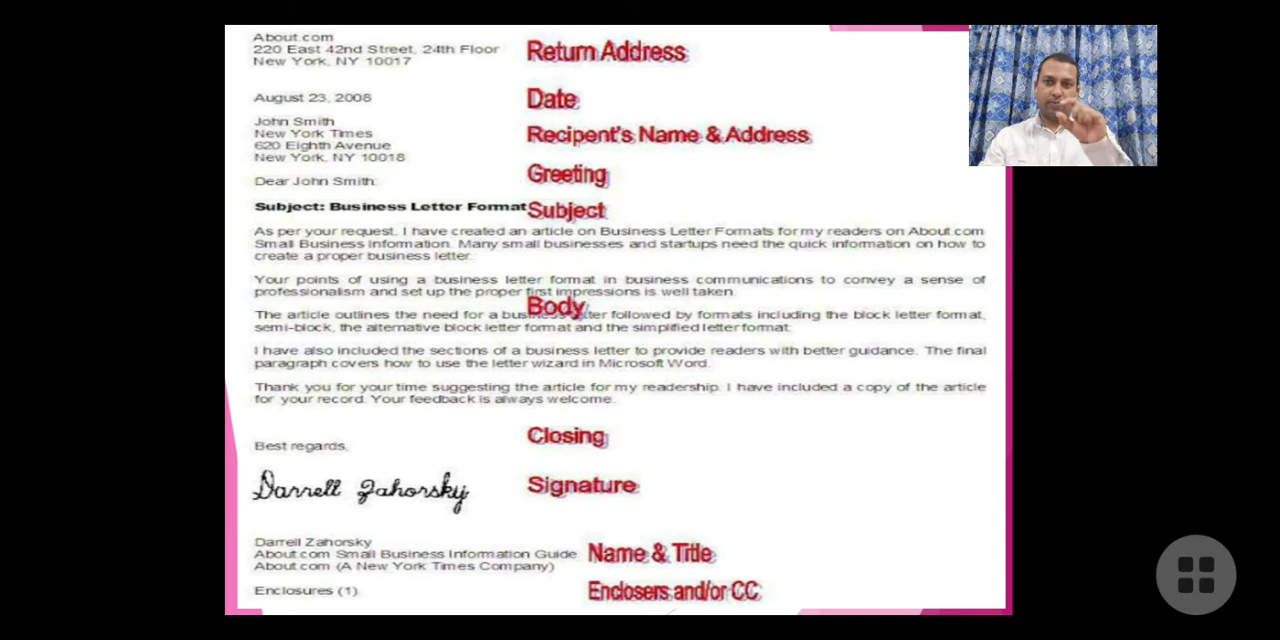 About.com
220 East 42nd Street, 24th Floor
New York, NY 10017
Return Address
August 23, 2008
Date
John Smith
New York Times
620 Eighth Avenue
New York, NY 10018
Recipent's Name & Address
Dear John Smith:
Greeting
Subject: Business Letter Format
Subject
As per your request, I have created an article on Business Letter Formats for my readers on About.com
Small Business Information. Many small businesses and startups need the quick information on how to
create a proper business letter.
Your points of using a business letter format in business communications to convey a sense of
professionalism and set up the proper first impressions is well taken.
Body
The article outlines the need for a business letter followed by formats including the block letter format,
semi-block, the alternative block letter format and the simplified letter format.
I have also included the sections of a business letter to provide readers with better guidance. The final
paragraph covers how to use the letter wizard in Microsoft Word.
Thank you for your time suggesting the article for my readership. I have included a copy of the article
for your record. Your feedback is always welcome.
Closing
Best regards,
Darrell Zahorsky
Signature
Darrell Zahorsky
About.com Small Business Information Guide
About.com (A New York Times Company)
Name & Title
Enclosures (1)
Enclosers and/or CC